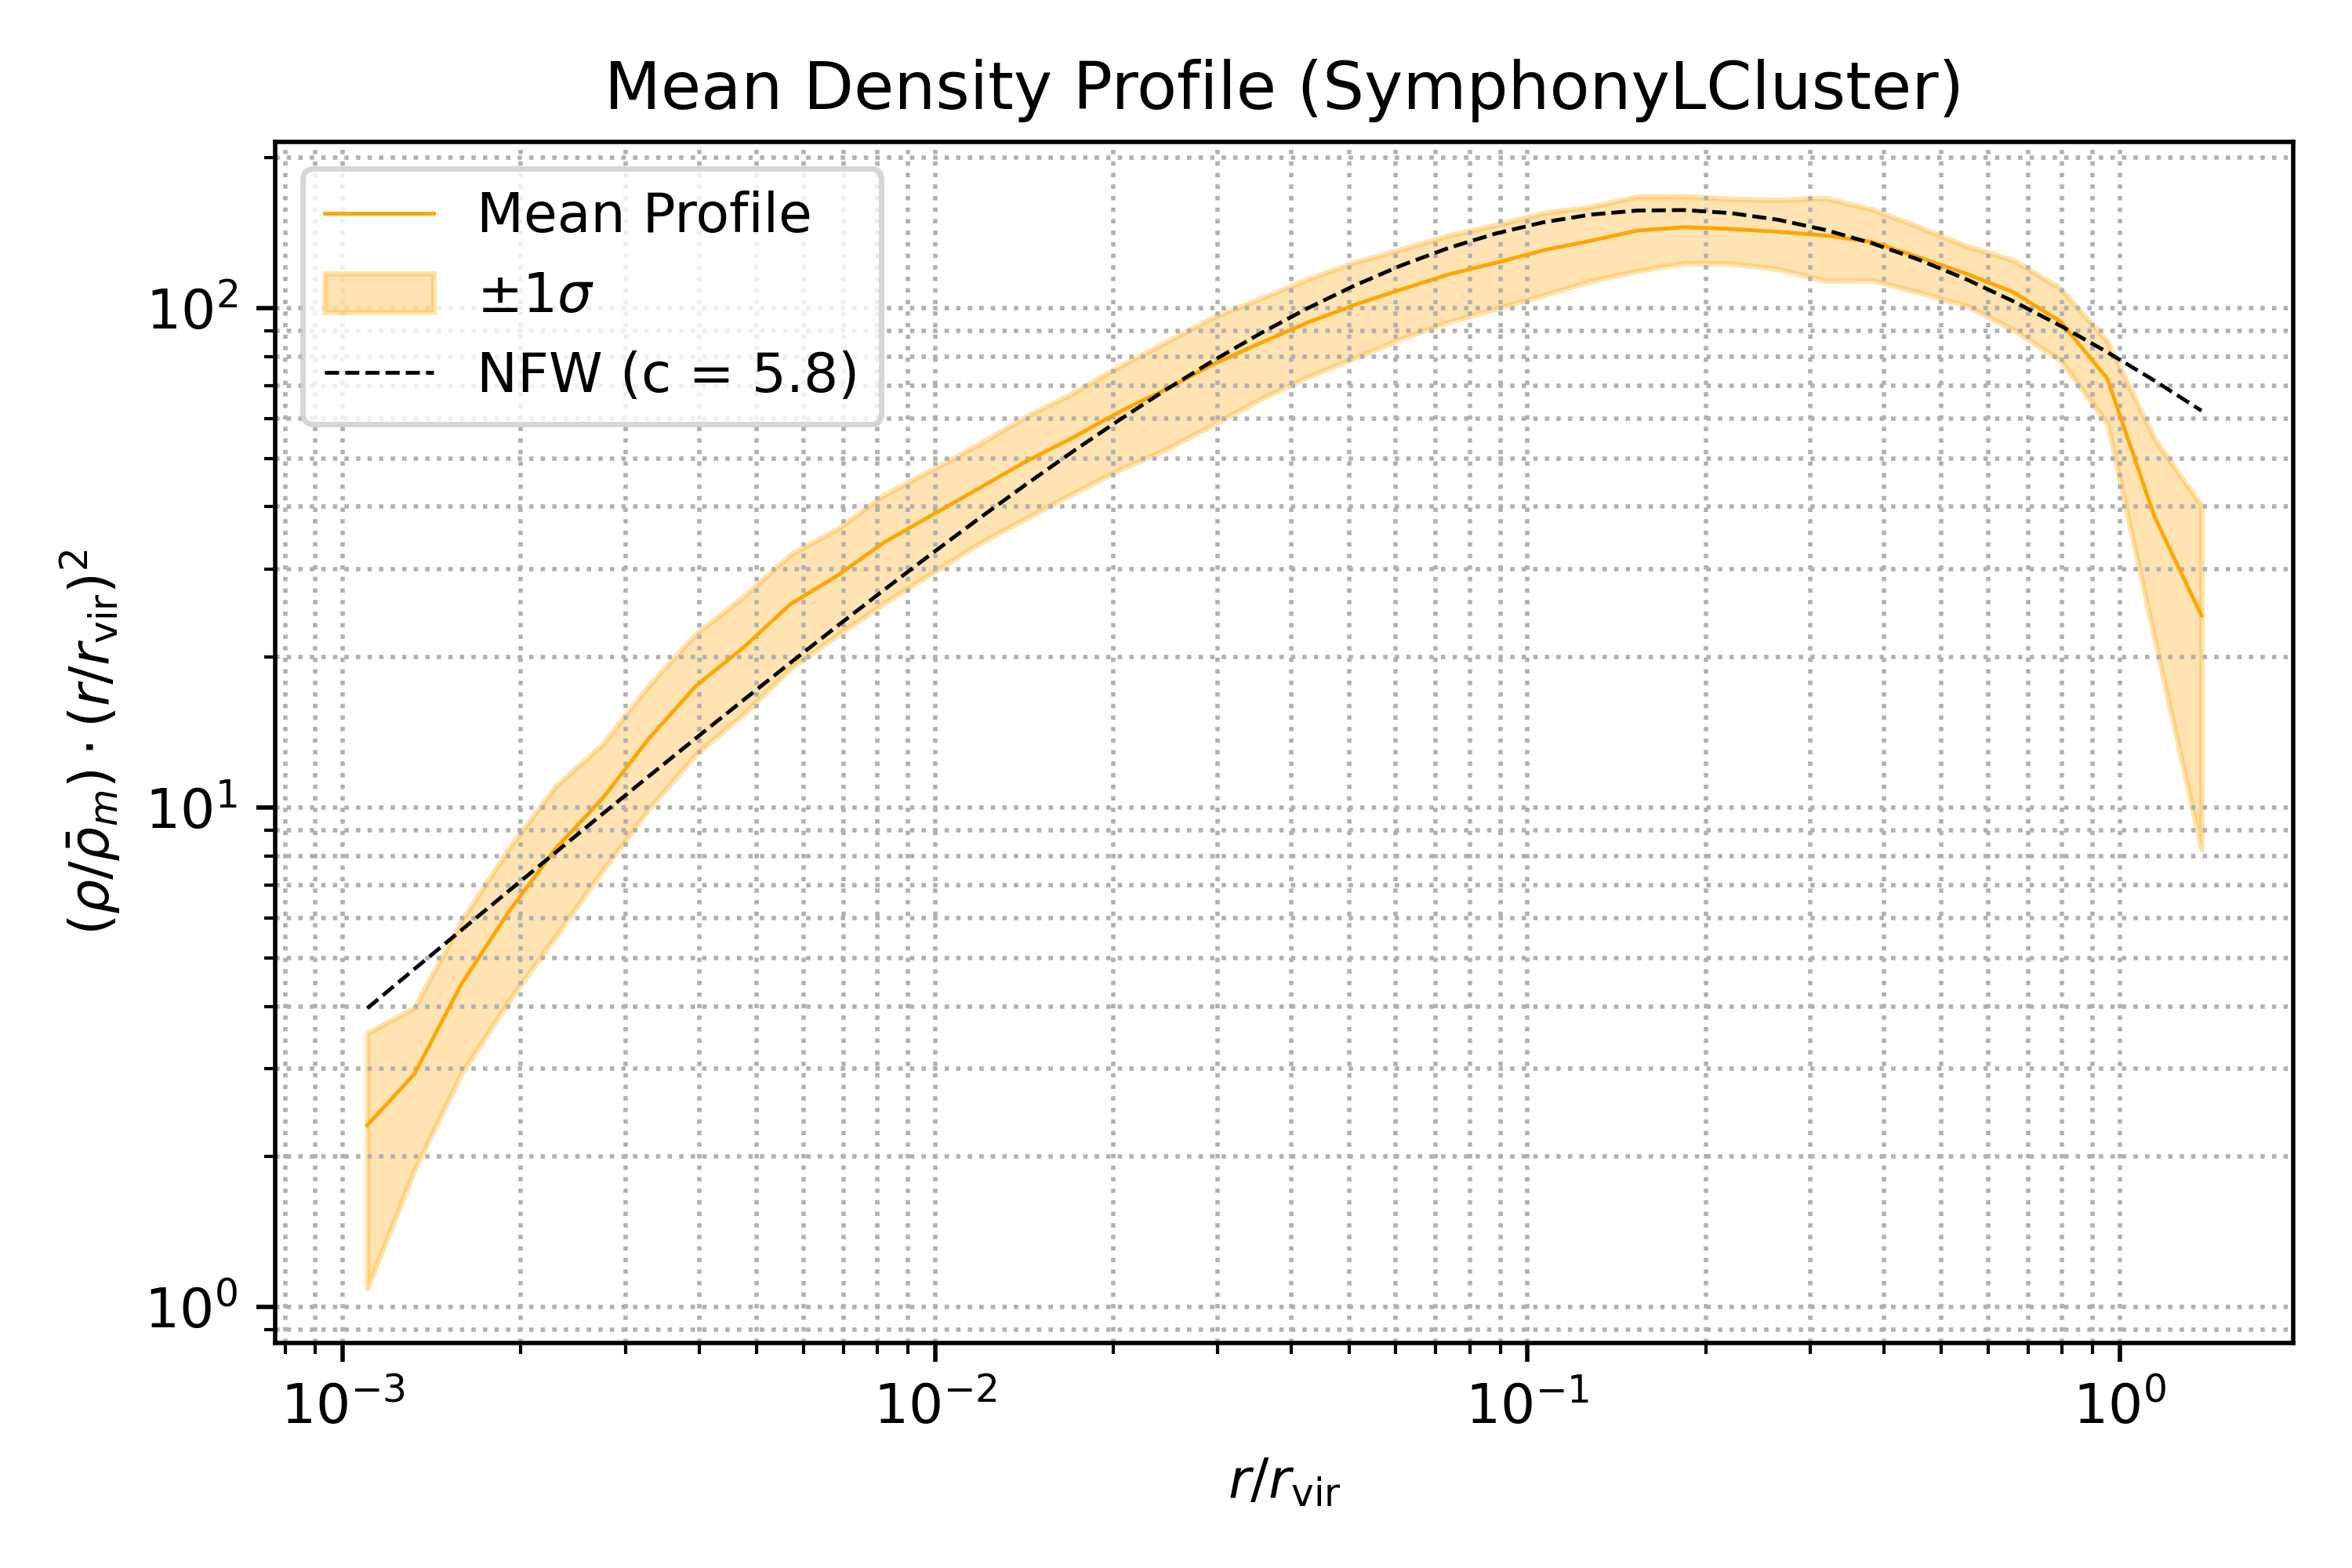 Mean Density Profile (SymphonyLCluster)
Mean Profile
±1σ
NFW (c = 5.8)
(ρ/ρ̄ₘ) · (r/r_vir)²
10²
10¹
10⁰
10⁻³ 10⁻² 10⁻¹ 10⁰
r/r_vir